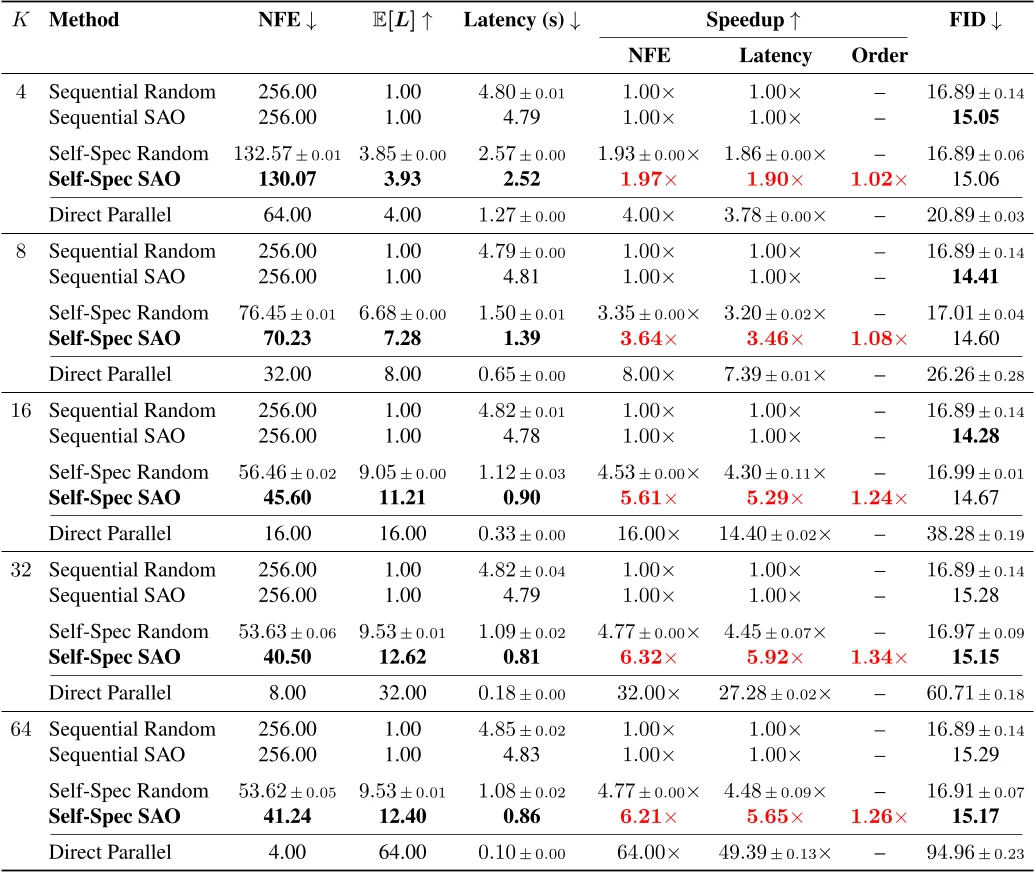 K Method NFE ↓ 𝔼[L] ↑ Latency (s) ↓ Speedup ↑ FID ↓
NFE Latency Order
4 Sequential Random 256.00 1.00 4.80 ± 0.01 1.00× 1.00× – 16.89 ± 0.14
Sequential SAO 256.00 1.00 4.79 1.00× 1.00× – 15.05
Self-Spec Random 132.57 ± 0.01 3.85 ± 0.00 2.57 ± 0.00 1.93 ± 0.00× 1.86 ± 0.00× – 16.89 ± 0.06
Self-Spec SAO 130.07 3.93 2.52 1.97× 1.90× 1.02× 15.06
Direct Parallel 64.00 4.00 1.27 ± 0.00 4.00× 3.78 ± 0.00× – 20.89 ± 0.03
8 Sequential Random 256.00 1.00 4.79 ± 0.00 1.00× 1.00× – 16.89 ± 0.14
Sequential SAO 256.00 1.00 4.81 1.00× 1.00× – 14.41
Self-Spec Random 76.45 ± 0.01 6.68 ± 0.00 1.50 ± 0.01 3.35 ± 0.00× 3.20 ± 0.02× – 17.01 ± 0.04
Self-Spec SAO 70.23 7.28 1.39 3.64× 3.46× 1.08× 14.60
Direct Parallel 32.00 8.00 0.65 ± 0.00 8.00× 7.39 ± 0.01× – 26.26 ± 0.28
16 Sequential Random 256.00 1.00 4.82 ± 0.01 1.00× 1.00× – 16.89 ± 0.14
Sequential SAO 256.00 1.00 4.78 1.00× 1.00× – 14.28
Self-Spec Random 56.46 ± 0.02 9.05 ± 0.00 1.12 ± 0.03 4.53 ± 0.00× 4.30 ± 0.11× – 16.99 ± 0.01
Self-Spec SAO 45.60 11.21 0.90 5.61× 5.29× 1.24× 14.67
Direct Parallel 16.00 16.00 0.33 ± 0.00 16.00× 14.40 ± 0.02× – 38.28 ± 0.19
32 Sequential Random 256.00 1.00 4.82 ± 0.04 1.00× 1.00× – 16.89 ± 0.14
Sequential SAO 256.00 1.00 4.79 1.00× 1.00× – 15.28
Self-Spec Random 53.63 ± 0.06 9.53 ± 0.01 1.09 ± 0.02 4.77 ± 0.00× 4.45 ± 0.07× – 16.97 ± 0.09
Self-Spec SAO 40.50 12.62 0.81 6.32× 5.92× 1.34× 15.15
Direct Parallel 8.00 32.00 0.18 ± 0.00 32.00× 27.28 ± 0.02× – 60.71 ± 0.18
64 Sequential Random 256.00 1.00 4.85 ± 0.02 1.00× 1.00× – 16.89 ± 0.14
Sequential SAO 256.00 1.00 4.83 1.00× 1.00× – 15.29
Self-Spec Random 53.62 ± 0.05 9.53 ± 0.01 1.08 ± 0.02 4.77 ± 0.00× 4.48 ± 0.09× – 16.91 ± 0.07
Self-Spec SAO 41.24 12.40 0.86 6.21× 5.65× 1.26× 15.17
Direct Parallel 4.00 64.00 0.10 ± 0.00 64.00× 49.39 ± 0.13× – 94.96 ± 0.23